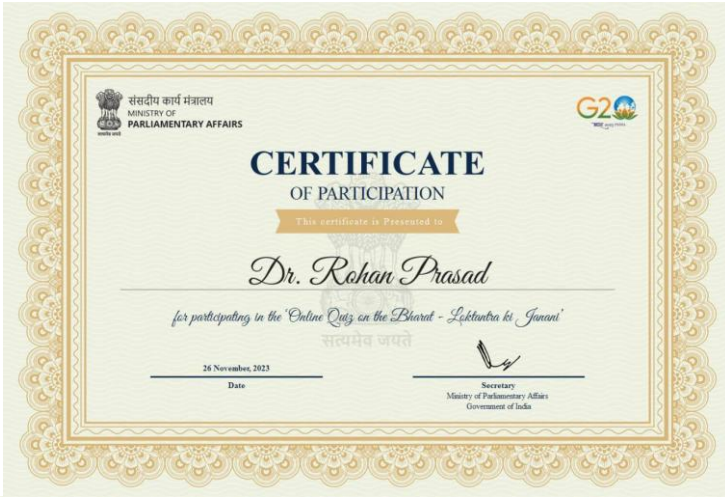 संसदीय कार्य मंत्रालय
MINISTRY OF
PARLIAMENTARY AFFAIRS
G20
CERTIFICATE
OF PARTICIPATION
This certificate is Presented to
Dr. Rohan Prasad
for participating in the 'Online Quiz on the Bharat - Loktantra ki Janani'
सत्यमेव जयते
26 November, 2023
Date
Secretary
Ministry of Parliamentary Affairs
Government of India